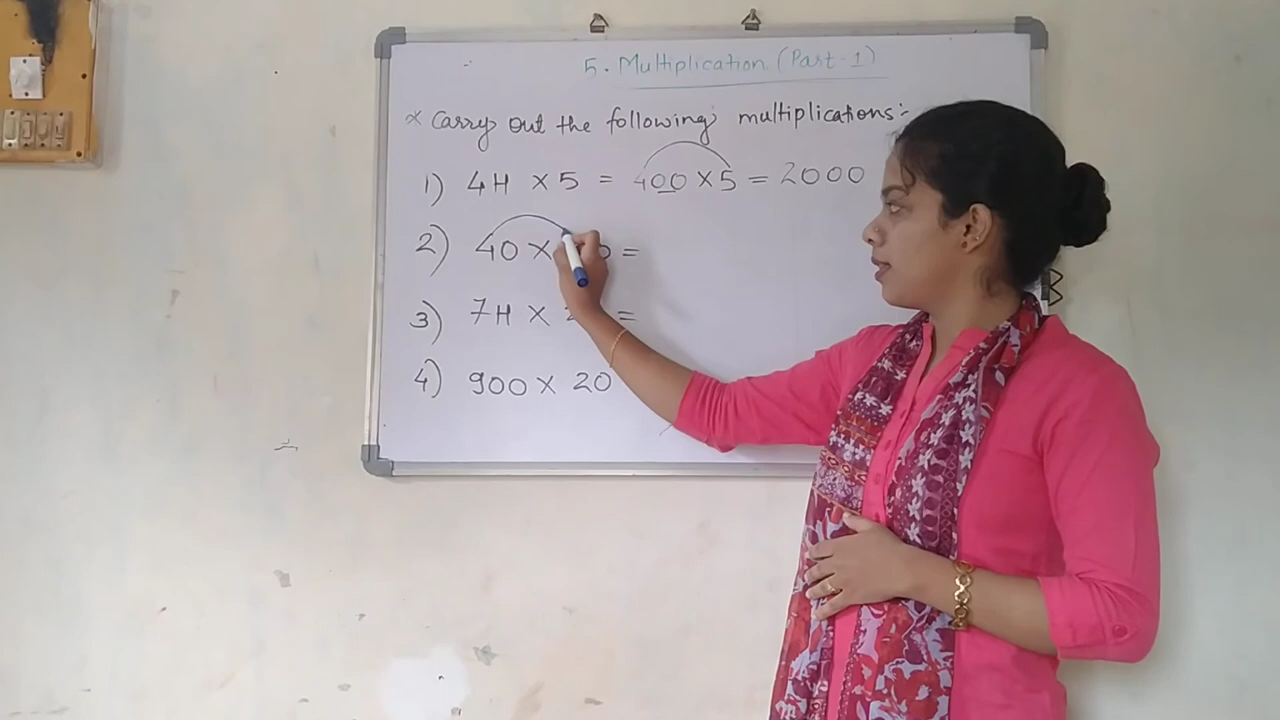 5. Multiplication (Part-1)
* Carry out the following multiplications:-
1) 4H × 5 = 400 × 5 = 2000
2) 40 × 0 =
3) 7H × =
4) 900 × 20